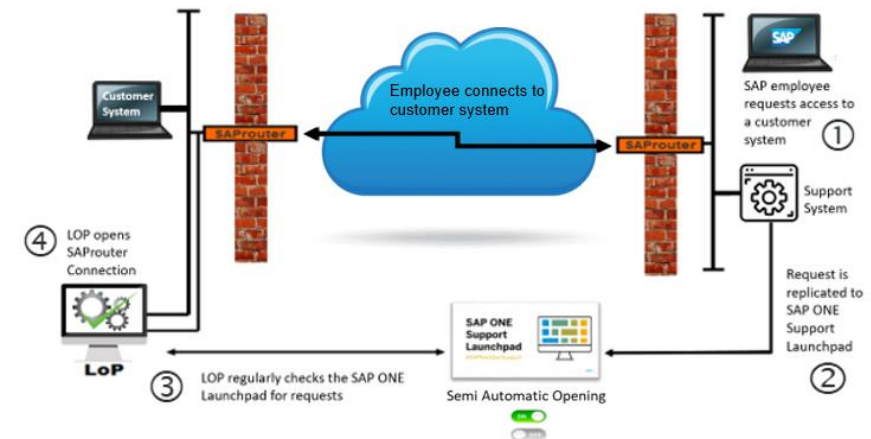 Customer
System
SAProuter
Employee connects to
customer system
SAProuter
SAP
SAP employee
requests access to
a customer
system
1
Support
System
4
LOP opens
SAProuter
Connection
LoP
3
LOP regularly checks the SAP ONE
Launchpad for requests
SAP ONE
Support
Launchpad
Semi Automatic Opening
ON
Request is
replicated to
SAP ONE
Support
Launchpad
2